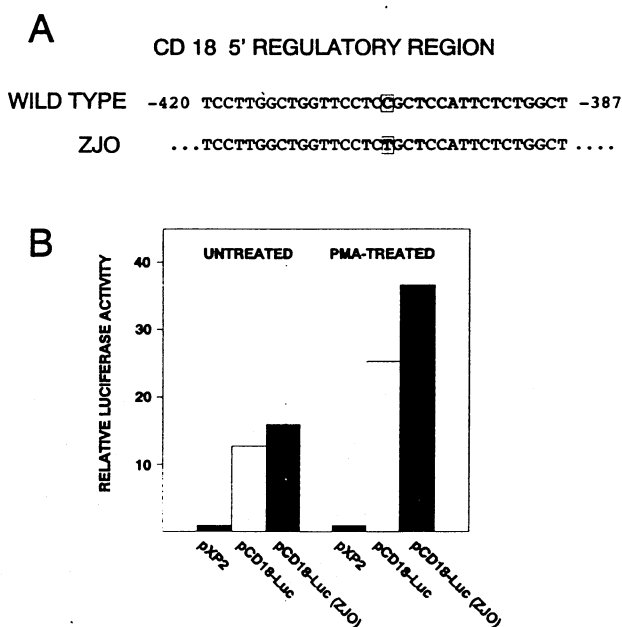 A
CD 18 5' REGULATORY REGION
WILD TYPE -420 TCCTTGGCTGGTTCCTCCGCTCCATTCTCTGGCT -387
ZJO ...TCCTTGGCTGGTTCCTCTGCTCCATTCTCTGGCT ....
B
RELATIVE LUCIFERASE ACTIVITY
UNTREATED PMA-TREATED
40
30
20
10
pXP2 pCD18-Luc pCD18-Luc (ZJO) pXP2 pCD18-Luc pCD18-Luc (ZJO)